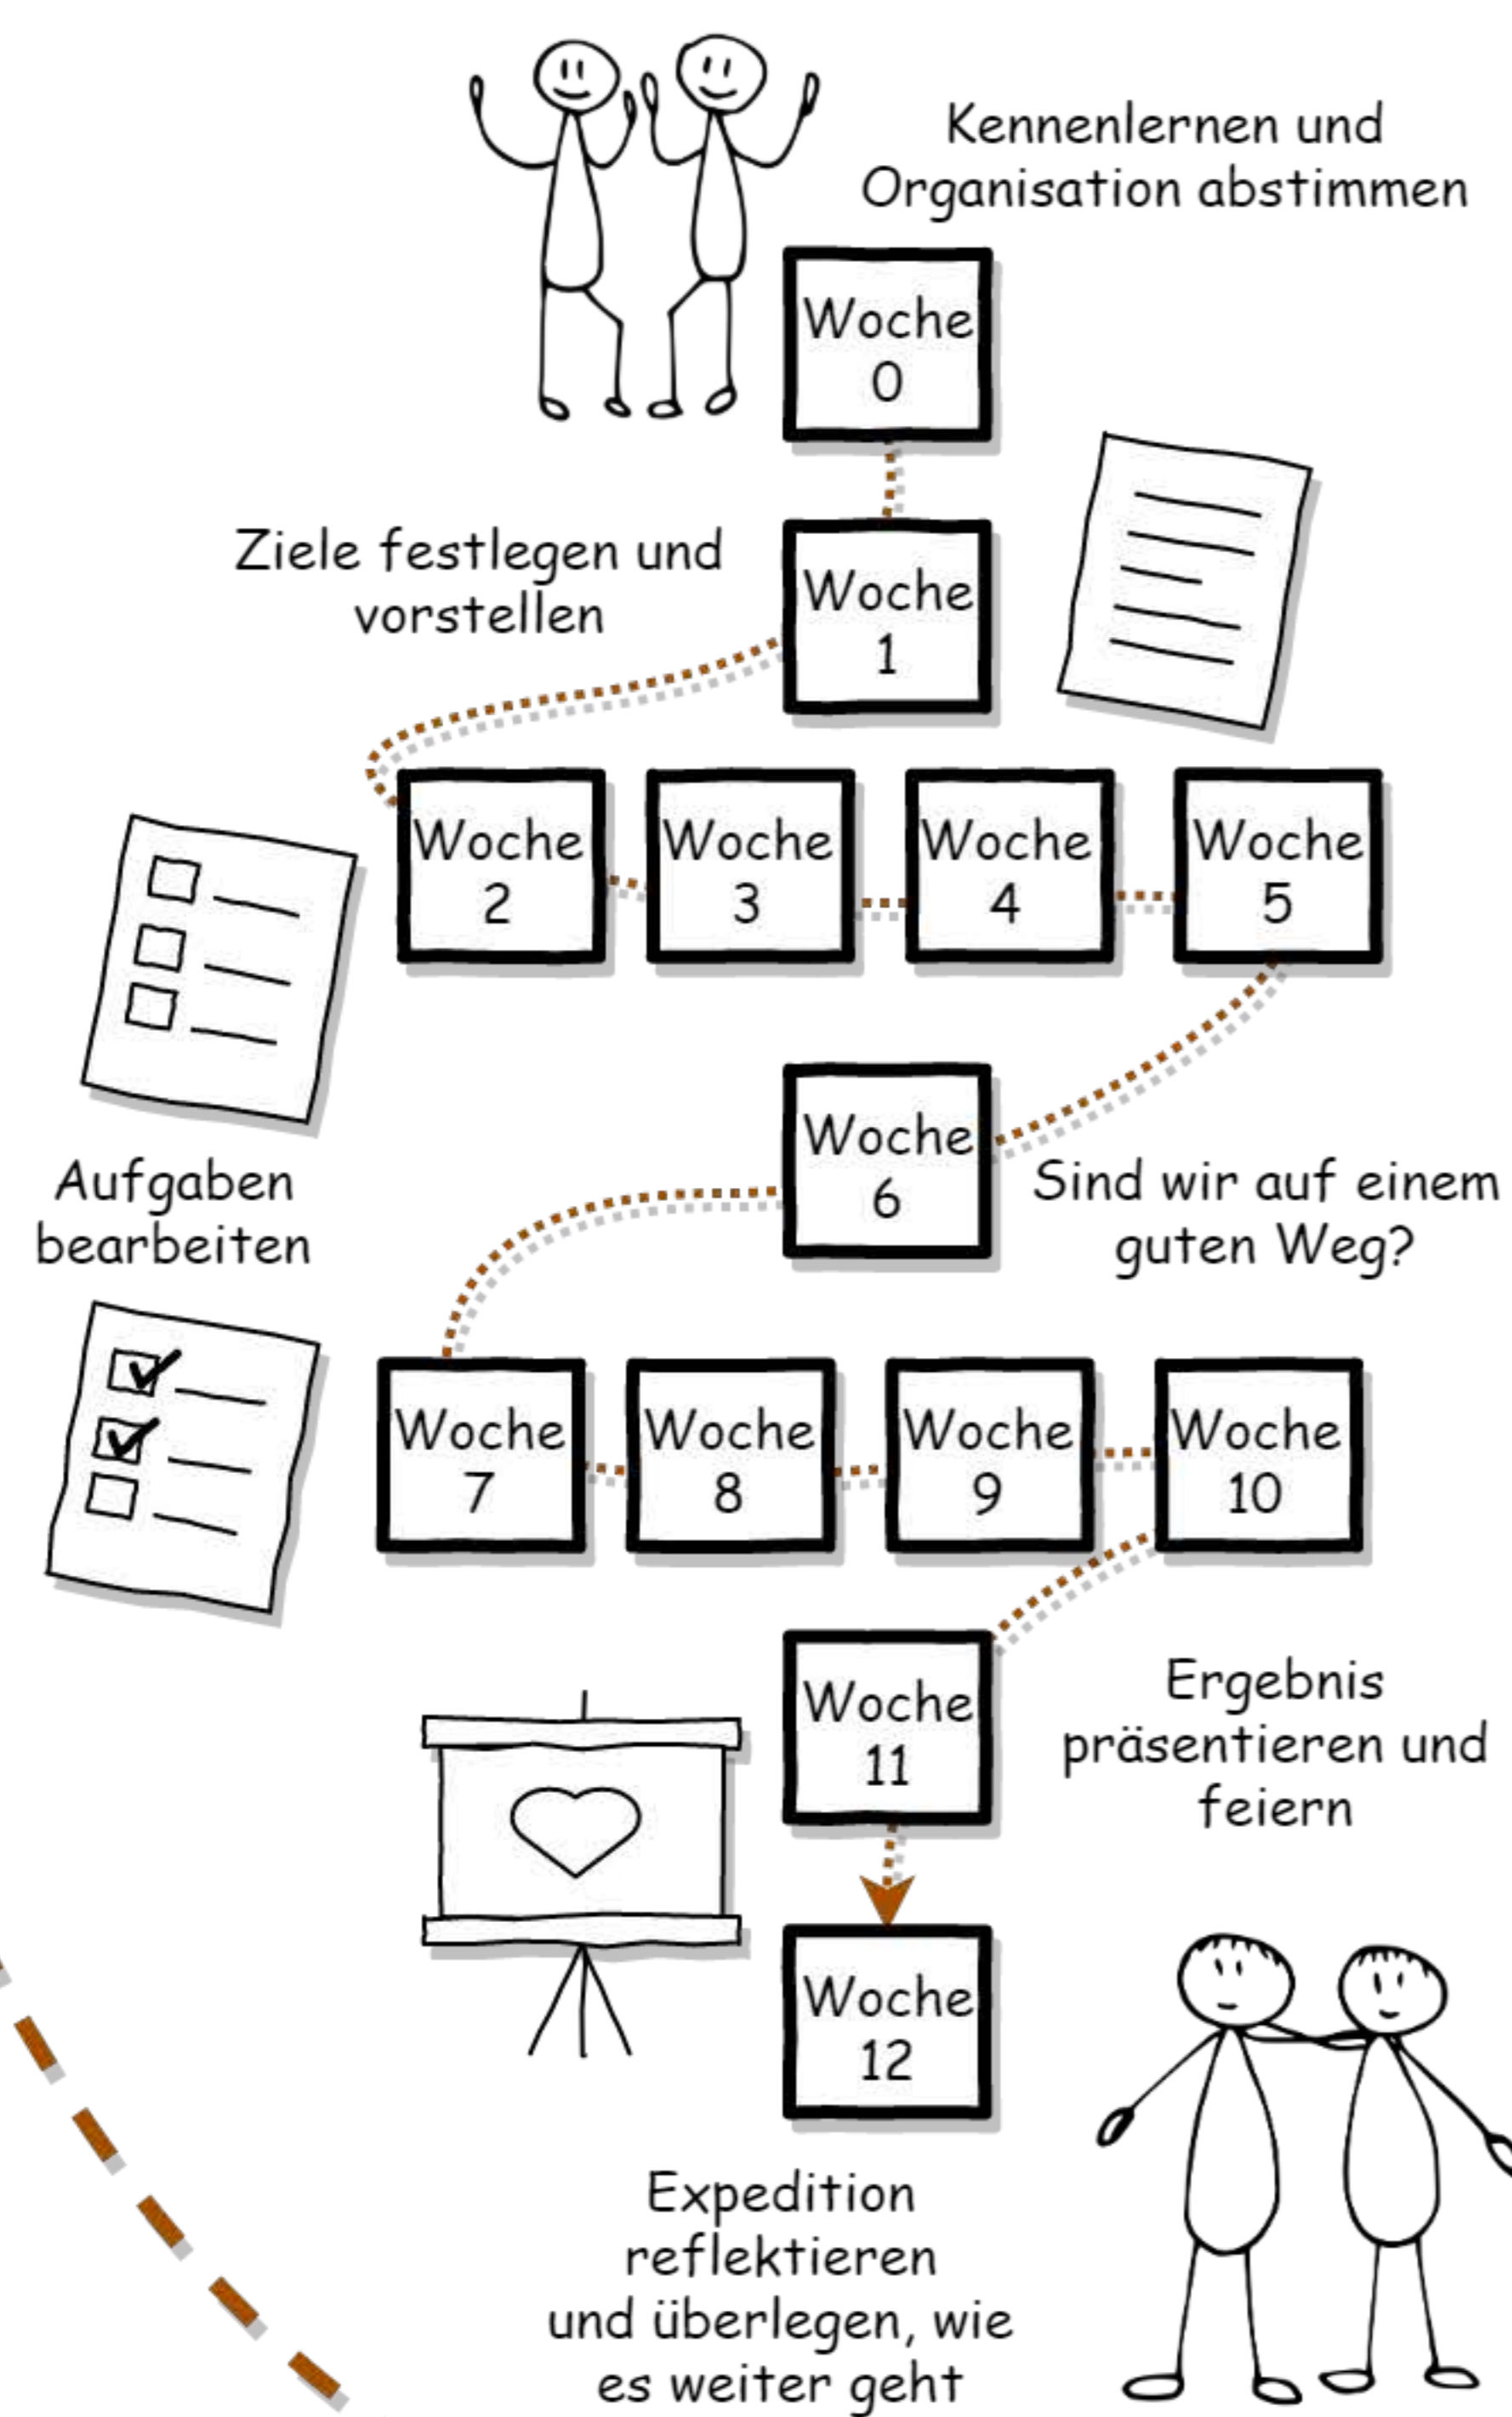 Kennenlernen und
Organisation abstimmen
Woche
0
Ziele festlegen und
vorstellen
Woche
1
Woche
2
Woche
3
Woche
4
Woche
5
Woche
6
Sind wir auf einem
guten Weg?
Aufgaben
bearbeiten
Woche
7
Woche
8
Woche
9
Woche
10
Woche
11
Ergebnis
präsentieren und
feiern
Woche
12
Expedition
reflektieren
und überlegen, wie
es weiter geht